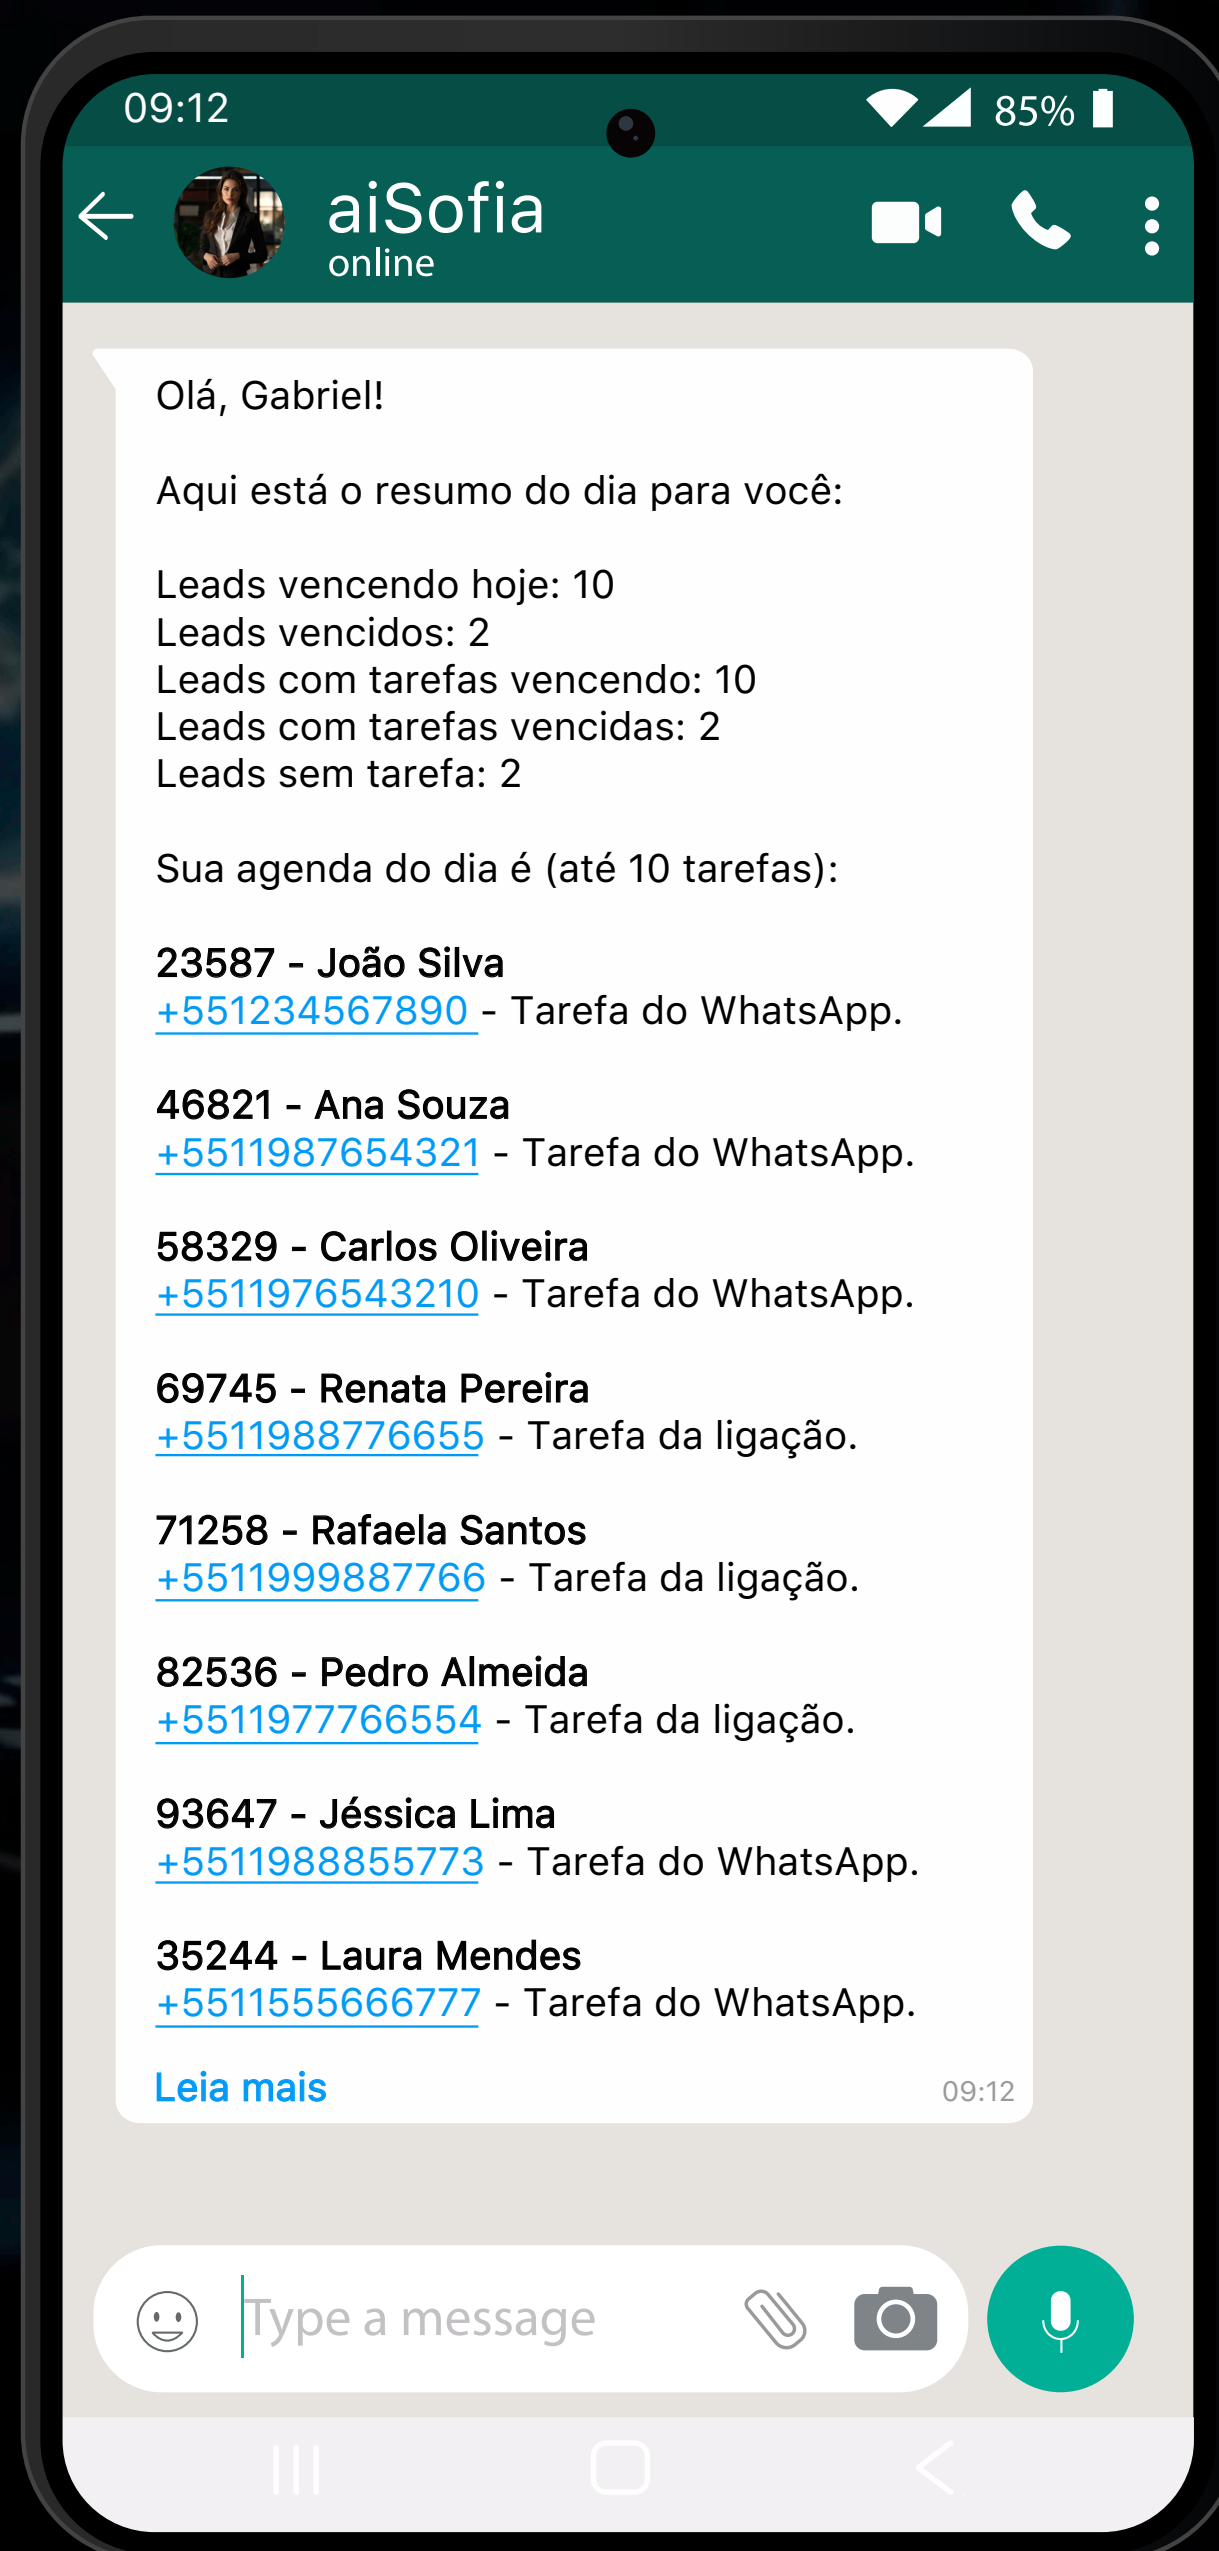 09:12
85%
aiSofia
online
Olá, Gabriel!
Aqui está o resumo do dia para você:
Leads vencendo hoje: 10
Leads vencidos: 2
Leads com tarefas vencendo: 10
Leads com tarefas vencidas: 2
Leads sem tarefa: 2
Sua agenda do dia é (até 10 tarefas):
23587 - João Silva
+551234567890 - Tarefa do WhatsApp.
46821 - Ana Souza
+5511987654321 - Tarefa do WhatsApp.
58329 - Carlos Oliveira
+5511976543210 - Tarefa do WhatsApp.
69745 - Renata Pereira
+5511988776655 - Tarefa da ligação.
71258 - Rafaela Santos
+5511999887766 - Tarefa da ligação.
82536 - Pedro Almeida
+5511977766554 - Tarefa da ligação.
93647 - Jéssica Lima
+5511988855773 - Tarefa do WhatsApp.
35244 - Laura Mendes
+5511555666777 - Tarefa do WhatsApp.
Leia mais
09:12
Type a message